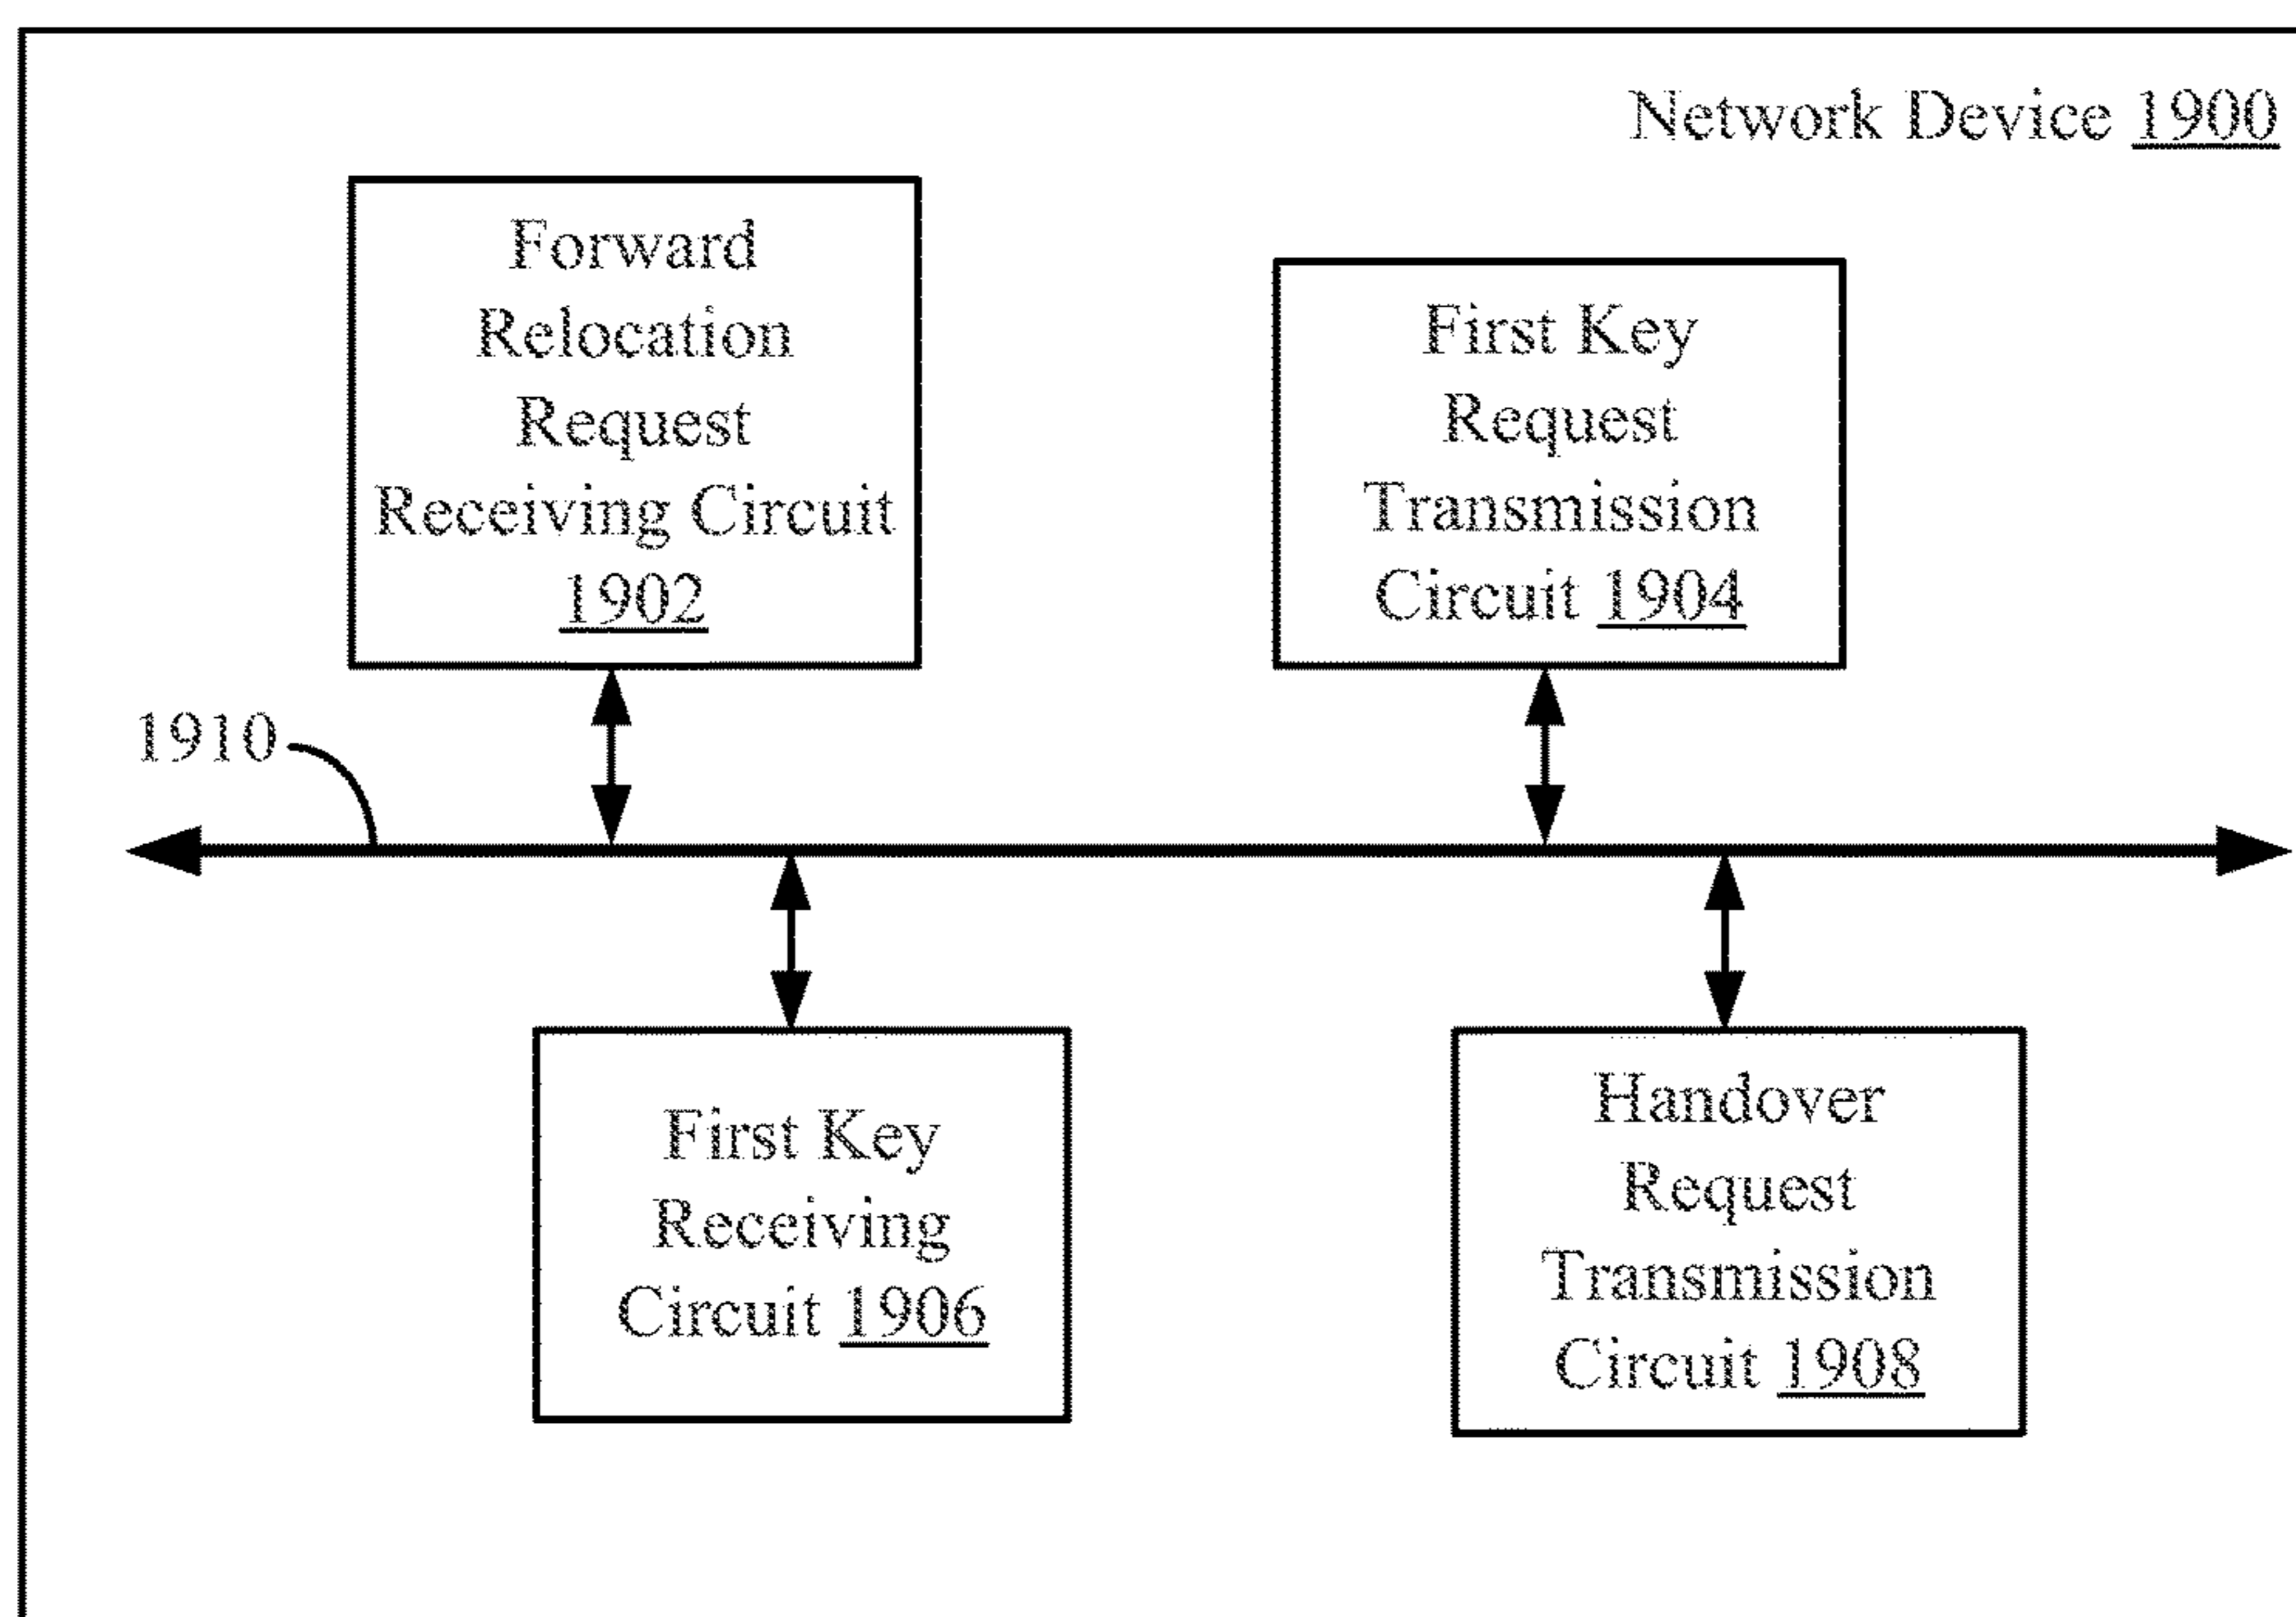 Network Device 1900
Forward
Relocation
Request
Receiving Circuit
1902
First Key
Request
Transmission
Circuit 1904
1910
First Key
Receiving
Circuit 1906
Handover
Request
Transmission
Circuit 1908